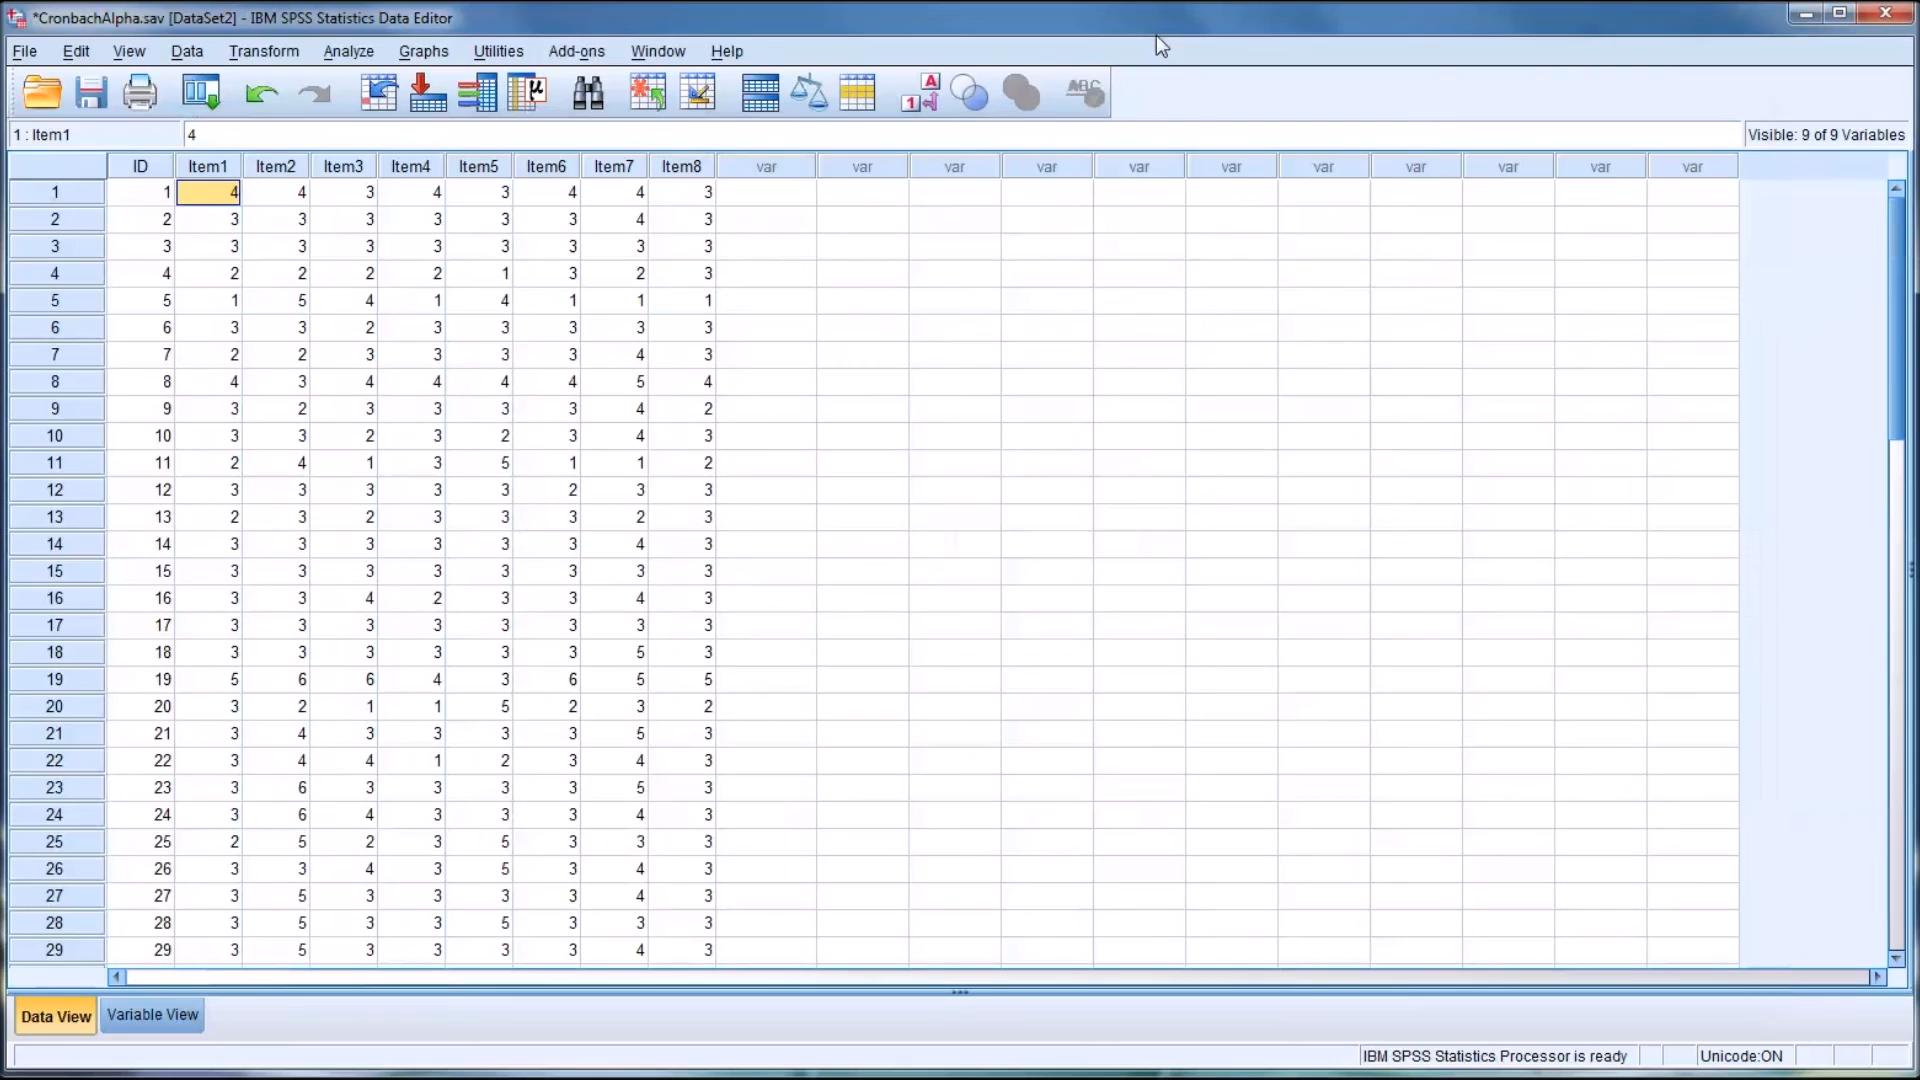 *CronbachAlpha.sav [DataSet2] - IBM SPSS Statistics Data Editor
File Edit View Data Transform Analyze Graphs Utilities Add-ons Window Help
A 1 ABC μ
1 : Item1 4 Visible: 9 of 9 Variables
ID Item1 Item2 Item3 Item4 Item5 Item6 Item7 Item8 var var var var var var var var var var var
1 1 4 4 3 4 3 4 4 3
2 2 3 3 3 3 3 3 4 3
3 3 3 3 3 3 3 3 3 3
4 4 2 2 2 2 1 3 2 3
5 5 1 5 4 1 4 1 1 1
6 6 3 3 2 3 3 3 3 3
7 7 2 2 3 3 3 3 4 3
8 8 4 3 4 4 4 4 5 4
9 9 3 2 3 3 3 3 4 2
10 10 3 3 2 3 2 3 4 3
11 11 2 4 1 3 5 1 1 2
12 12 3 3 3 3 3 2 3 3
13 13 2 3 2 3 3 3 2 3
14 14 3 3 3 3 3 3 4 3
15 15 3 3 3 3 3 3 3 3
16 16 3 3 4 2 3 3 4 3
17 17 3 3 3 3 3 3 3 3
18 18 3 3 3 3 3 3 5 3
19 19 5 6 6 4 3 6 5 5
20 20 3 2 1 1 5 2 3 2
21 21 3 4 3 3 3 3 5 3
22 22 3 4 4 1 2 3 4 3
23 23 3 6 3 3 3 3 5 3
24 24 3 6 4 3 3 3 4 3
25 25 2 5 2 3 5 3 3 3
26 26 3 3 4 3 5 3 4 3
27 27 3 5 3 3 3 3 4 3
28 28 3 5 3 3 5 3 3 3
29 29 3 5 3 3 3 3 4 3
Data View Variable View
IBM SPSS Statistics Processor is ready Unicode:ON